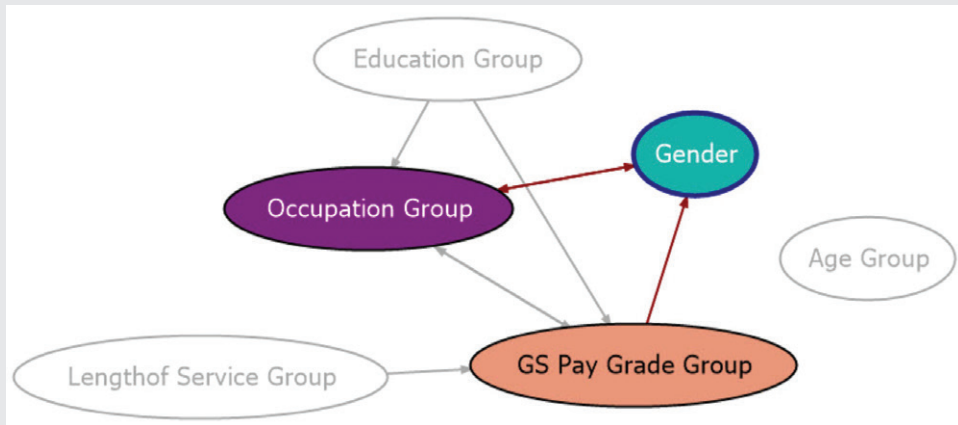 Education Group
Gender
Occupation Group
Age Group
GS Pay Grade Group
Lengthof Service Group